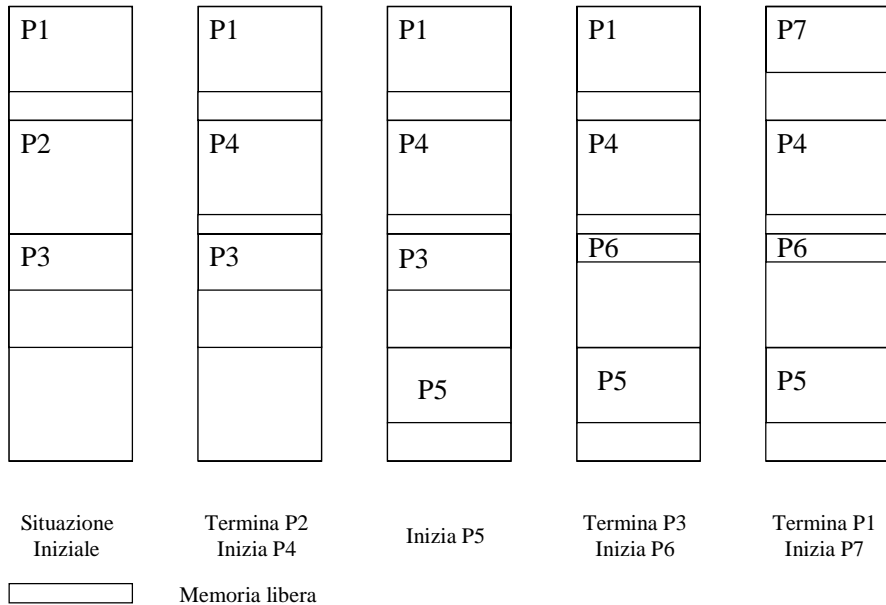 P1
P2
P3
Situazione
Iniziale
P1
P4
P3
Termina P2
Inizia P4
P1
P4
P3
P5
Inizia P5
P1
P4
P6
P5
Termina P3
Inizia P6
P7
P4
P6
P5
Termina P1
Inizia P7
Memoria libera